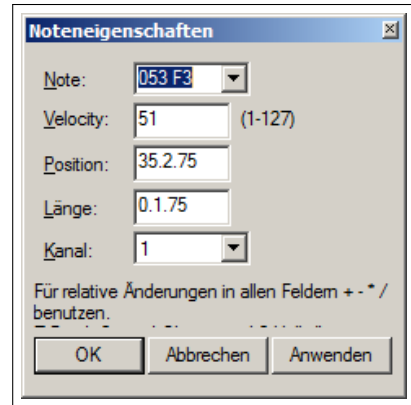 Noteneigenschaften
Note: 053 F3
Velocity: 51 (1-127)
Position: 35.2.75
Länge: 0.1.75
Kanal: 1
Für relative Änderungen in allen Feldern + - * /
benutzen.
OK Abbrechen Anwenden